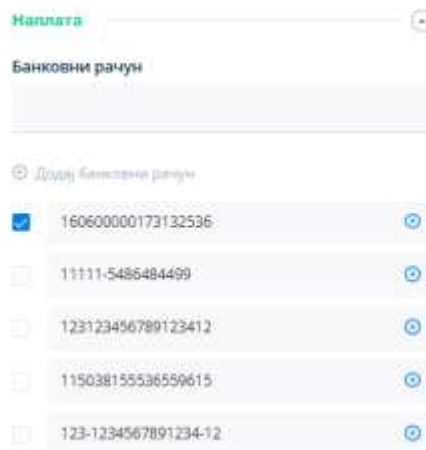 Наплата
Банковни рачун
Додај банковни рачун
160600000173132536
11111-5486484499
123123456789123412
115038155536559615
123-1234567891234-12